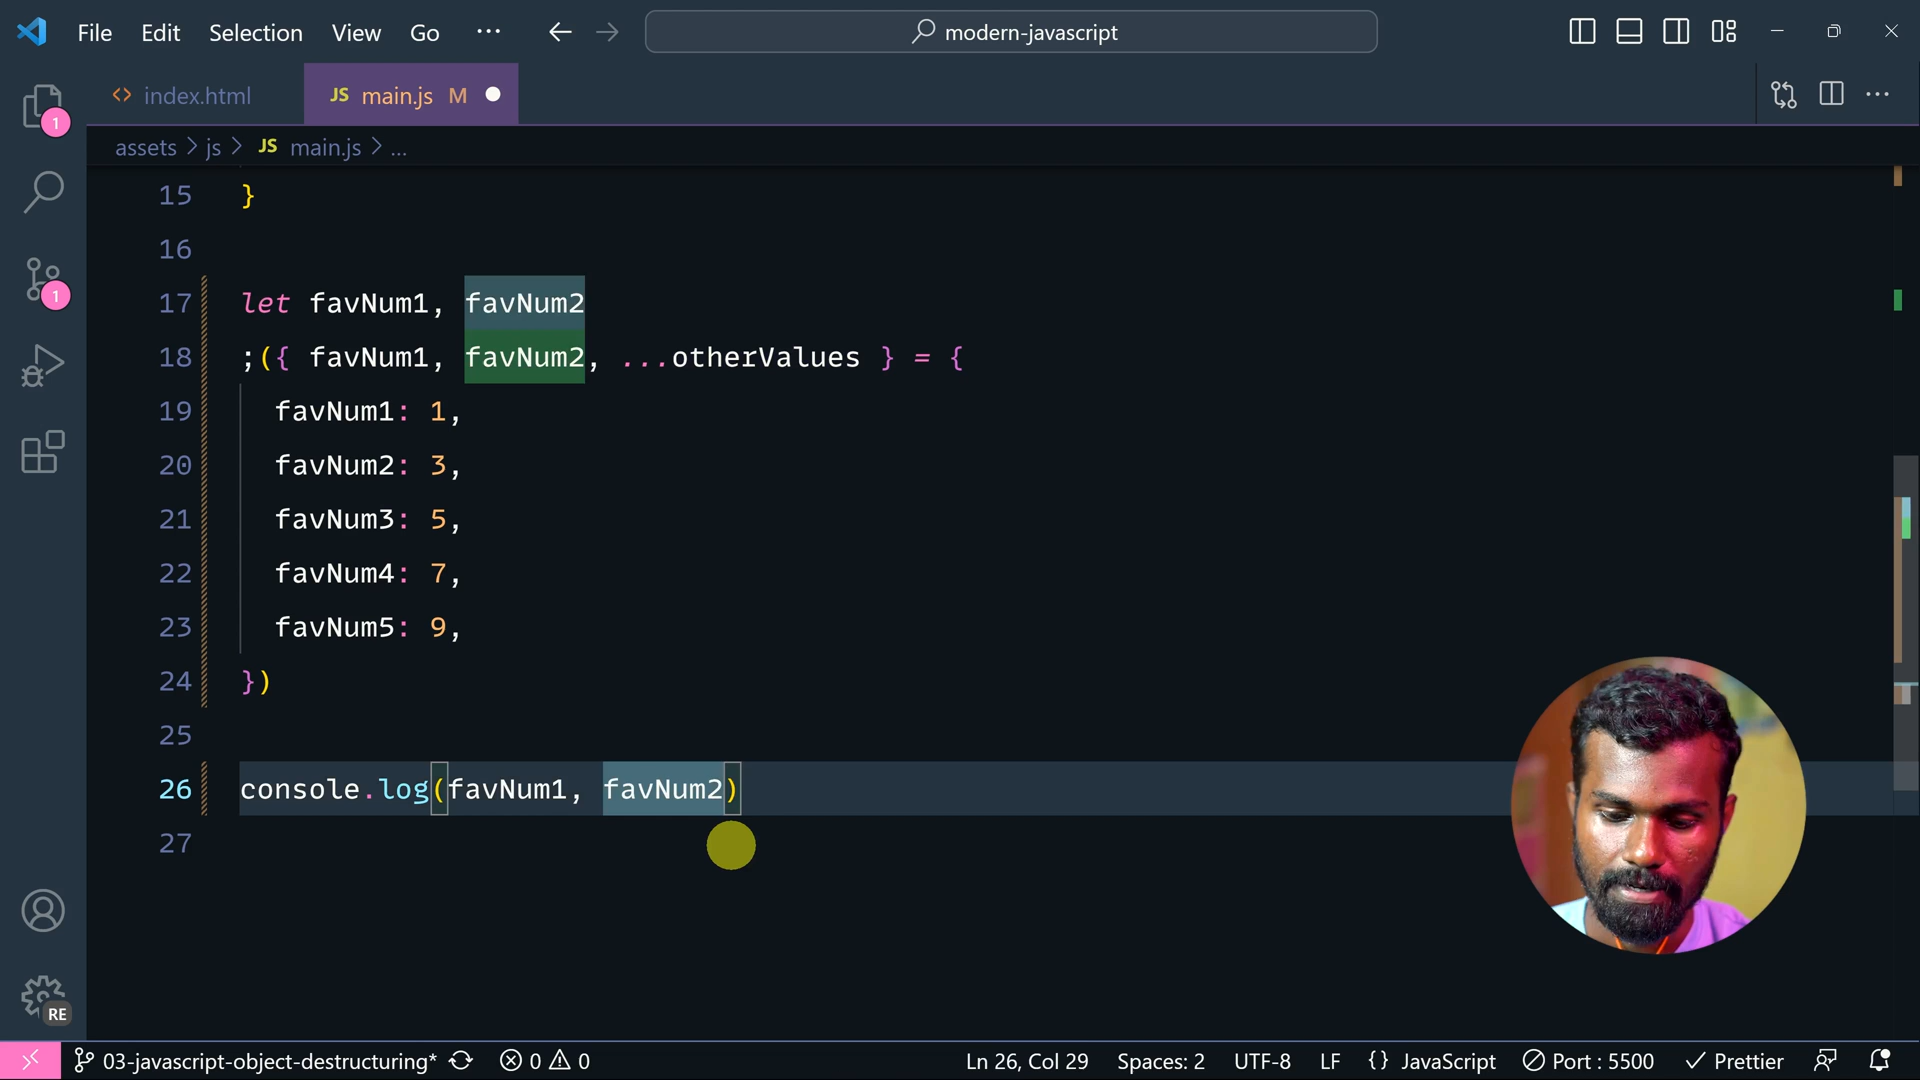 File Edit Selection View Go ... modern-javascript
index.html JS main.js M
assets > js > JS main.js > ...
1
15 }
16
17 let favNum1, favNum2
18 ;({ favNum1, favNum2, ...otherValues } = {
19 favNum1: 1,
20 favNum2: 3,
21 favNum3: 5,
22 favNum4: 7,
23 favNum5: 9,
24 })
25
26 console.log(favNum1, favNum2)
27
1
RE
03-javascript-object-destructuring* 0 0 Ln 26, Col 29 Spaces: 2 UTF-8 LF {} JavaScript Port : 5500 Prettier